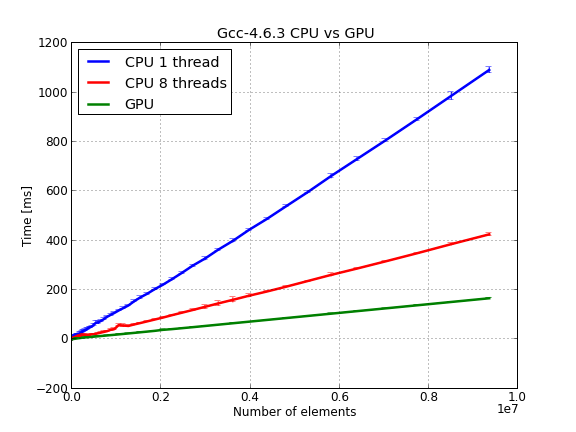 Gcc-4.6.3 CPU vs GPU
CPU 1 thread
CPU 8 threads
GPU
1200
1000
800
600
400
200
0
−200
Time [ms]
0.0 0.2 0.4 0.6 0.8 1.0
1e7
Number of elements